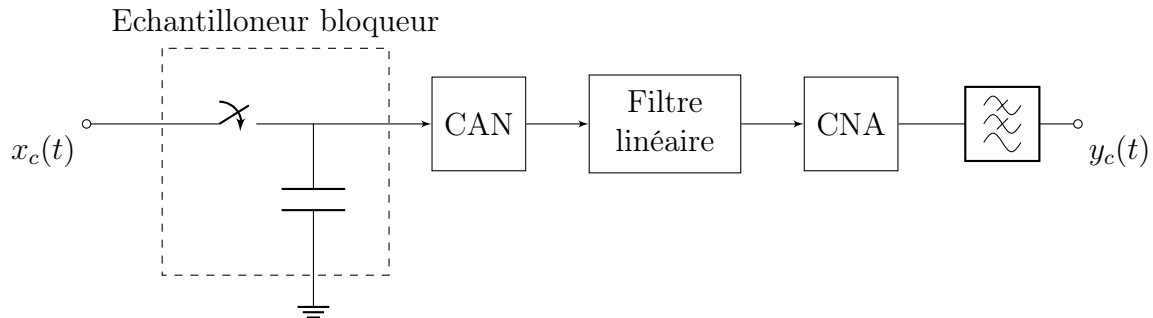 Echantilloneur bloqueur
x_c(t)
CAN
Filtre
linéaire
CNA
y_c(t)